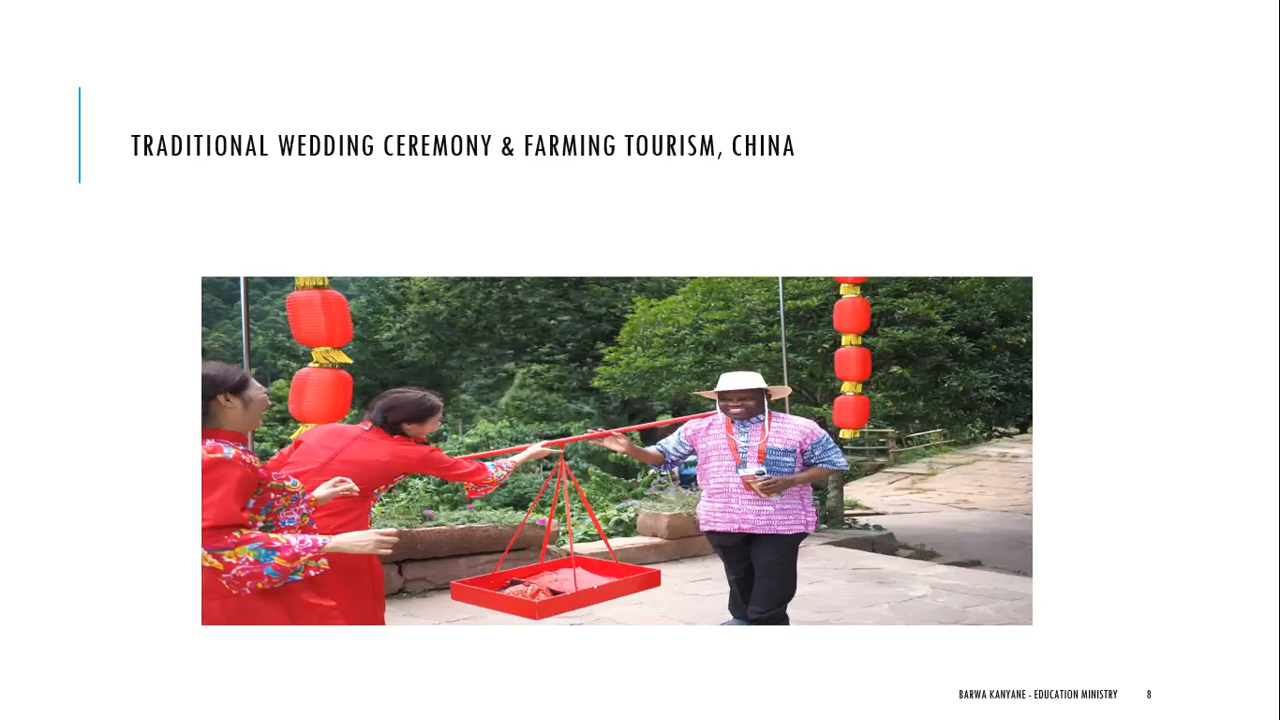 TRADITIONAL WEDDING CEREMONY & FARMING TOURISM, CHINA
BARWA KANYANE - EDUCATION MINISTRY 8